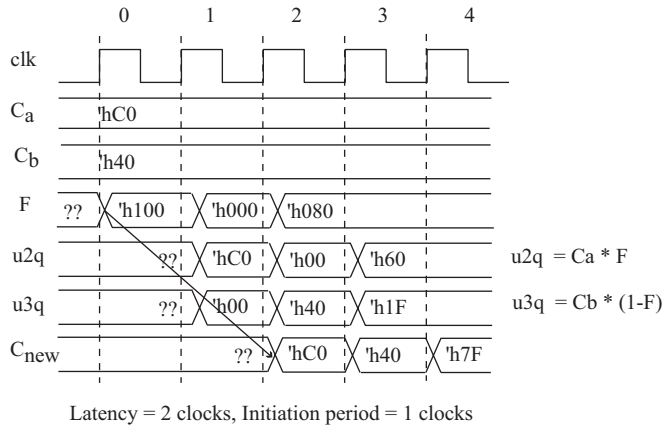 0 1 2 3 4
clk
Ca 'hC0
Cb 'h40
F ?? 'h100 'h000 'h080
u2q ?? 'hC0 'h00 'h60 u2q = Ca * F
u3q ?? 'h00 'h40 'h1F u3q = Cb * (1-F)
Cnew ?? 'hC0 'h40 'h7F
Latency = 2 clocks, Initiation period = 1 clocks